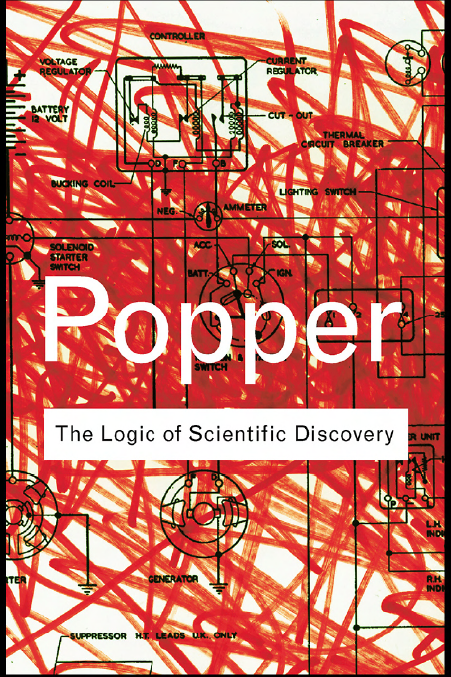 CONTROLLER
VOLTAGE
REGULATOR
CURRENT
REGULATOR
BATTERY
12 VOLT
CUT-OUT
THERMAL
CIRCUIT BREAKER
D
F
B
BUCKING COIL
LIGHTING SWITCH
NEG.
AMMETER
SOLENOID
STARTER
SWITCH
ACC.
SOL.
BATT.
IGN.
Popper
SWITCH
The Logic of Scientific Discovery
UNIT
L.H.
R.H.
GENERATOR
SUPPRESSOR H.T. LEADS U.K. ONLY